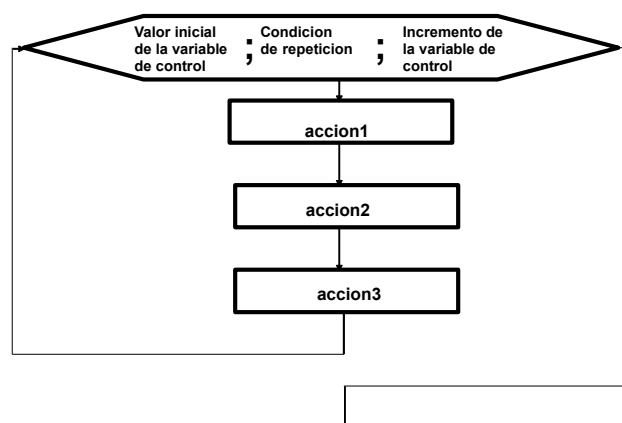 Valor inicial
de la variable
de control
;
Condicion
de repeticion
;
Incremento de
la variable de
control
accion1
accion2
accion3